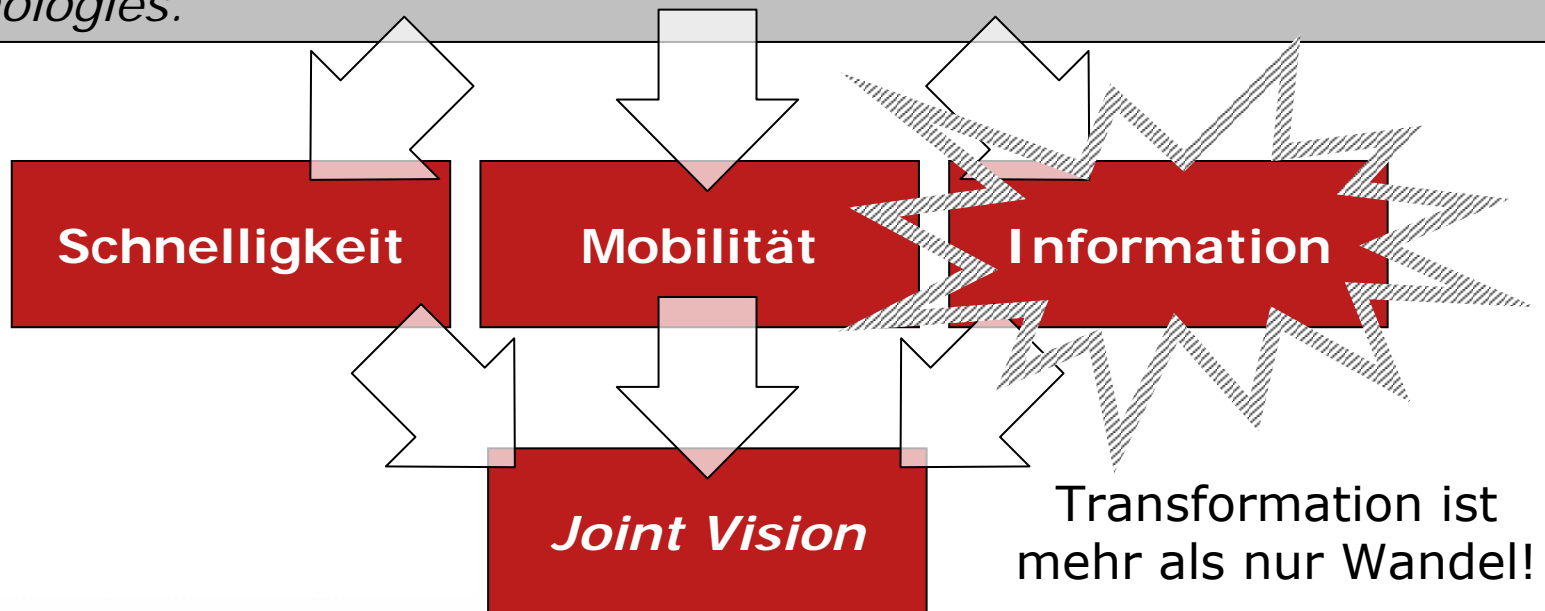 ologies.
Schnelligkeit
Mobilität
Information
Joint Vision
Transformation ist
mehr als nur Wandel!